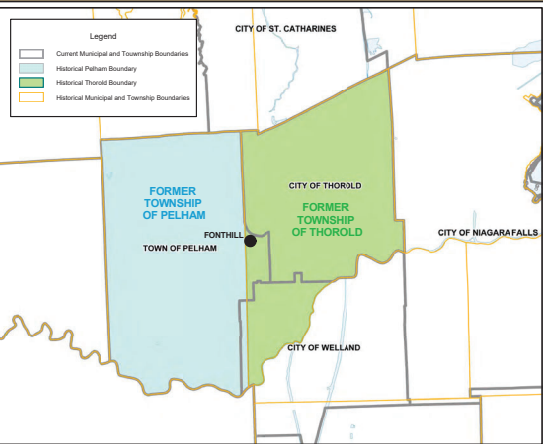 CITY OF ST. CATHARINES
Legend
Current Municipal and Touwnship Boundaries
Historical Pelham Boundary
Historical Thorold Boundary
Historical Municipal and Township Boundaries
FORMER
TOWNSHIP
OF PELHAM
CITY OF THOROLD
FORMER
TOWNSHIP
OF THOROLD
FONTHILL
TOWN OF PELHAM
CITY OF NIAGARA FALLS
CITY OF WELLAND